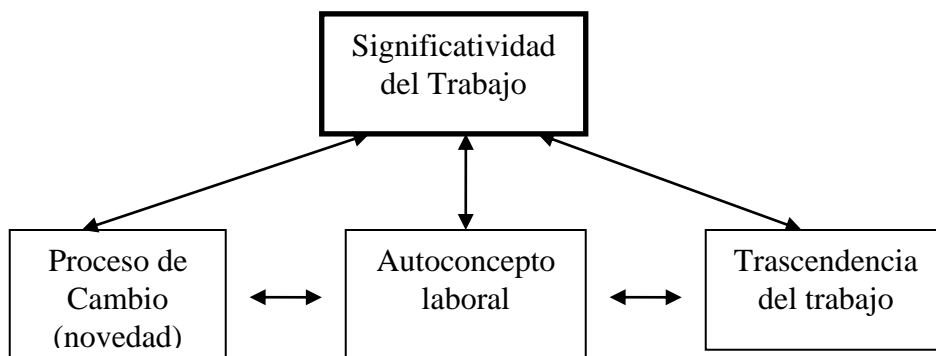 Significatividad
del Trabajo
Proceso de
Cambio
(novedad)
Autoconcepto
laboral
Trascendencia
del trabajo